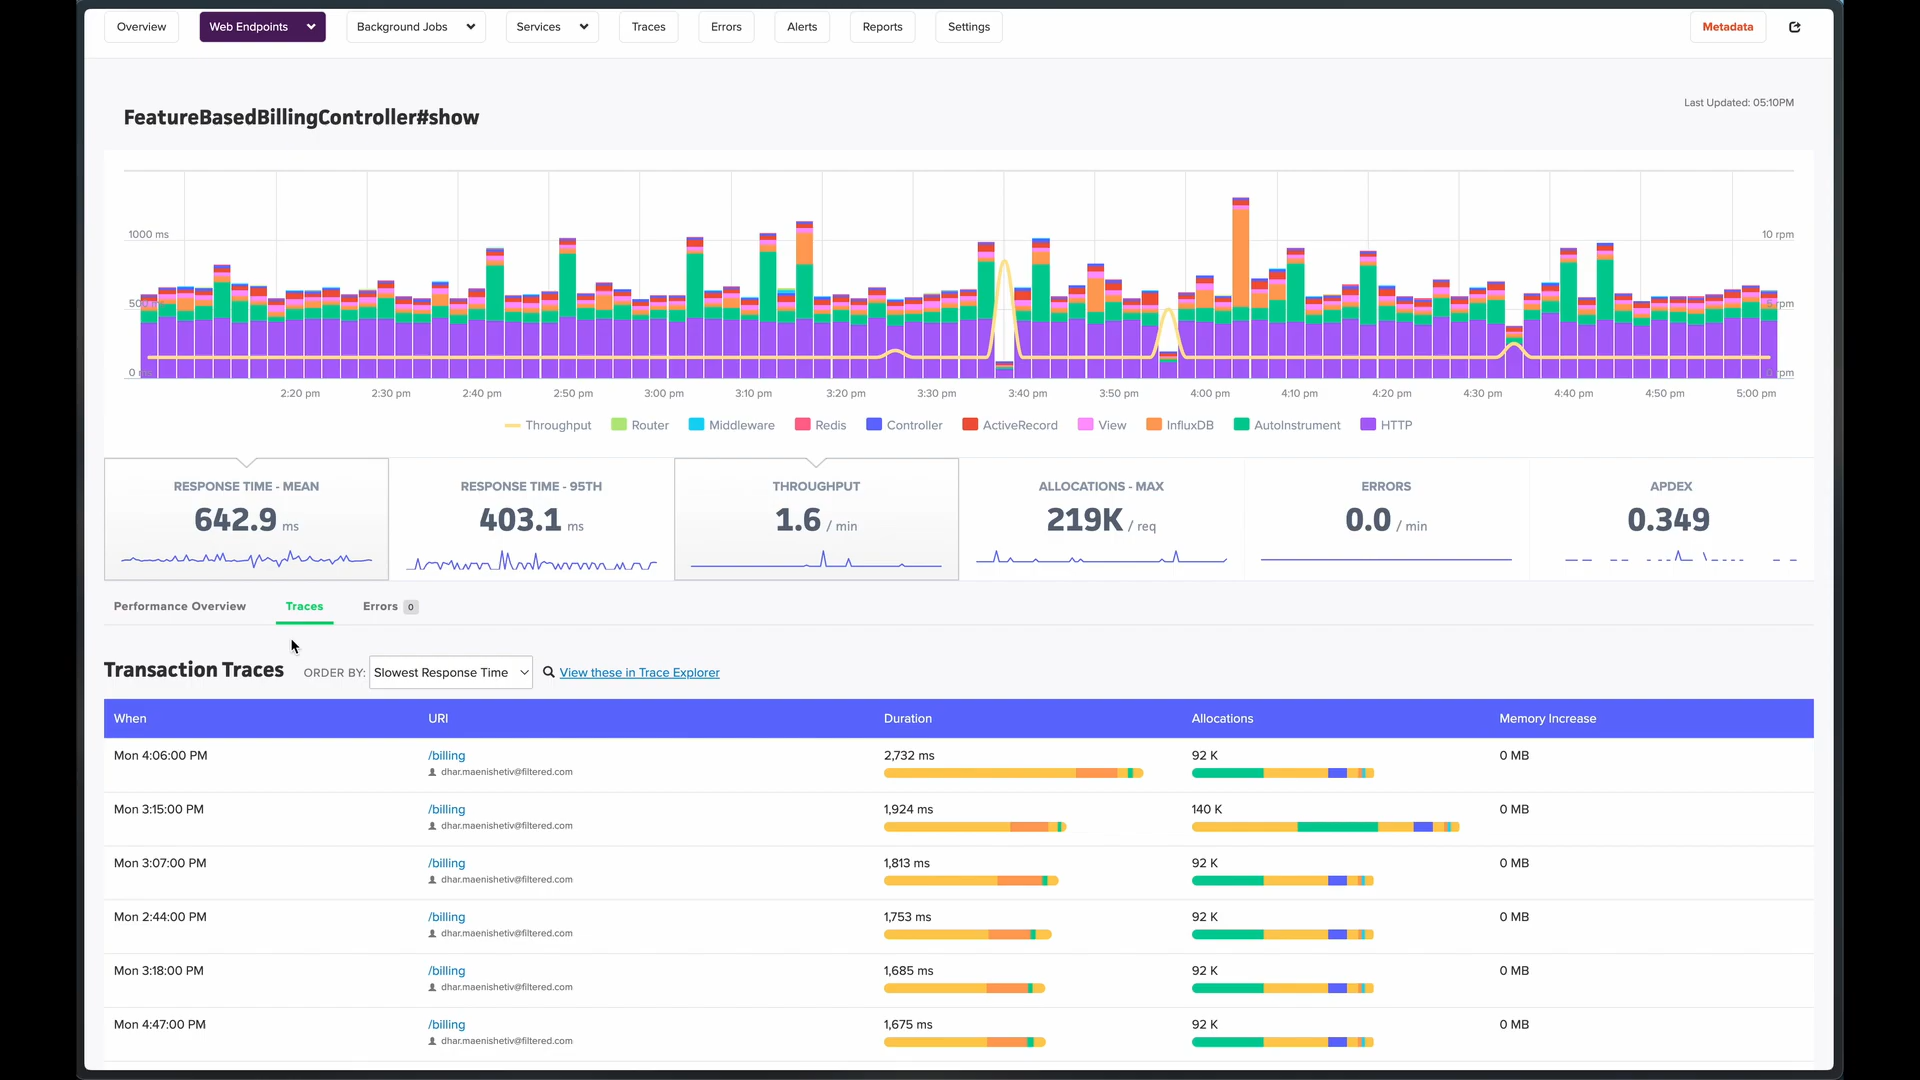 Overview Web Endpoints Background Jobs Services Traces Errors Alerts Reports Settings Metadata
FeatureBasedBillingController#show
Last Updated: 05:10PM
1000 ms 10 rpm
500 ms 5 rpm
0 ms 0 rpm
2:20 pm 2:30 pm 2:40 pm 2:50 pm 3:00 pm 3:10 pm 3:20 pm 3:30 pm 3:40 pm 3:50 pm 4:00 pm 4:10 pm 4:20 pm 4:30 pm 4:40 pm 4:50 pm 5:00 pm
Throughput Router Middleware Redis Controller ActiveRecord View InfluxDB AutoInstrument HTTP
RESPONSE TIME - MEAN RESPONSE TIME - 95TH THROUGHPUT ALLOCATIONS - MAX ERRORS APDEX
642.9 ms 403.1 ms 1.6 / min 219K / req 0.0 / min 0.349
Performance Overview Traces Errors 0
Transaction Traces ORDER BY: Slowest Response Time View these in Trace Explorer
When URI Duration Allocations Memory Increase
Mon 4:06:00 PM /billing 2,732 ms 92 K 0 MB
dhar.maenishetiv@filtered.com
Mon 3:15:00 PM /billing 1,924 ms 140 K 0 MB
dhar.maenishetiv@filtered.com
Mon 3:07:00 PM /billing 1,813 ms 92 K 0 MB
dhar.maenishetiv@filtered.com
Mon 2:44:00 PM /billing 1,753 ms 92 K 0 MB
dhar.maenishetiv@filtered.com
Mon 3:18:00 PM /billing 1,685 ms 92 K 0 MB
dhar.maenishetiv@filtered.com
Mon 4:47:00 PM /billing 1,675 ms 92 K 0 MB
dhar.maenishetiv@filtered.com